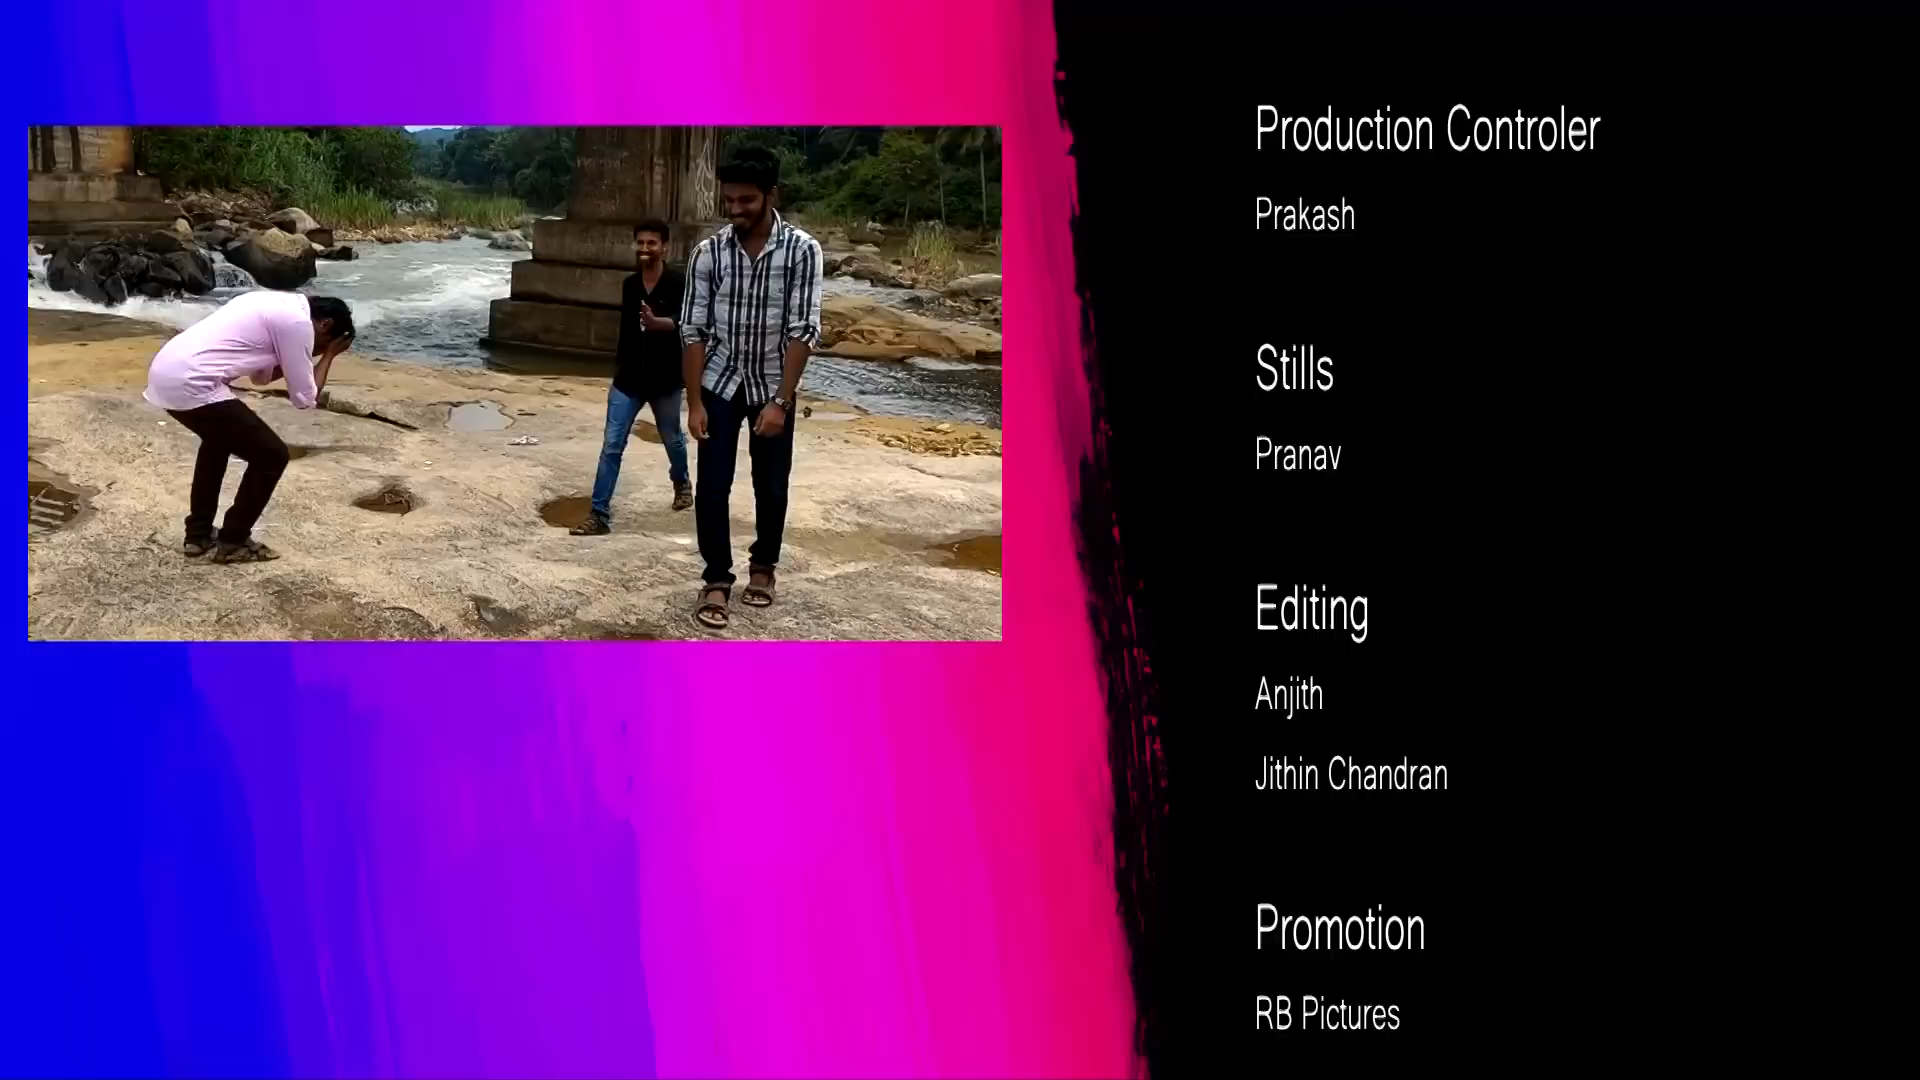 Production Controler
Prakash
Stills
Pranav
Editing
Anjith
Jithin Chandran
Promotion
RB Pictures